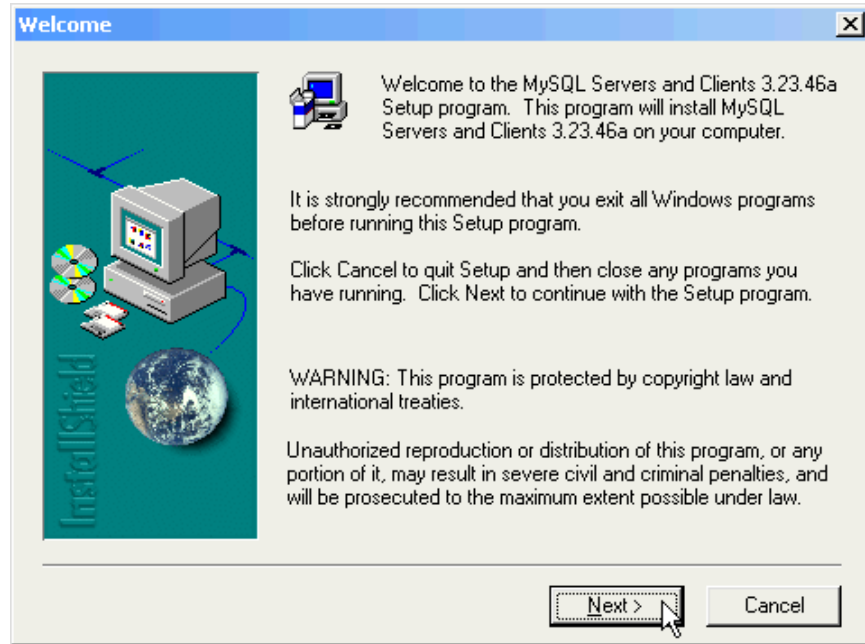 Welcome
Welcome to the MySQL Servers and Clients 3.23.46a
Setup program.  This program will install MySQL
Servers and Clients 3.23.46a on your computer.
It is strongly recommended that you exit all Windows programs
before running this Setup program.
Click Cancel to quit Setup and then close any programs you
have running.  Click Next to continue with the Setup program.
WARNING: This program is protected by copyright law and
international treaties.
Unauthorized reproduction or distribution of this program, or any
portion of it, may result in severe civil and criminal penalties, and
will be prosecuted to the maximum extent possible under law.
InstallShield
Next >
Cancel